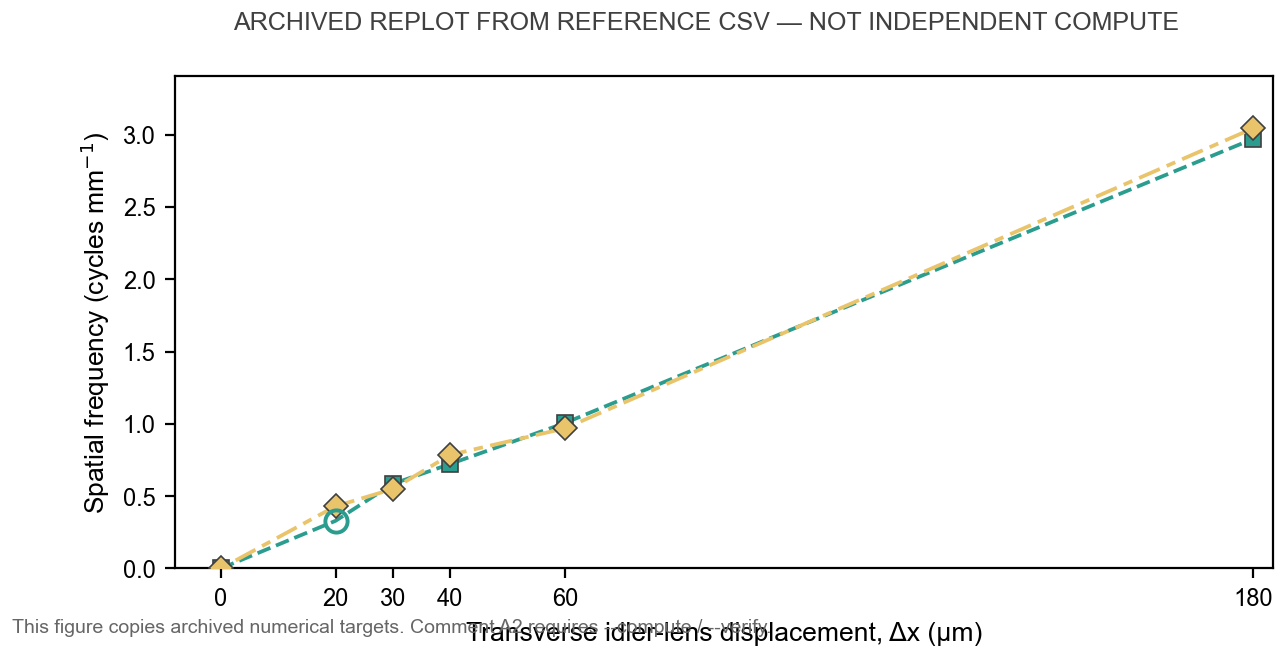 ARCHIVED REPLOT FROM REFERENCE CSV — NOT INDEPENDENT COMPUTE
Spatial frequency (cycles mm⁻¹)
3.0
2.5
2.0
1.5
1.0
0.5
0.0
0 20 30 40 60 180
This figure copies archived numerical targets. Comment A2 requires --compute / --verify.
Transverse idler-lens displacement, Δx (μm)